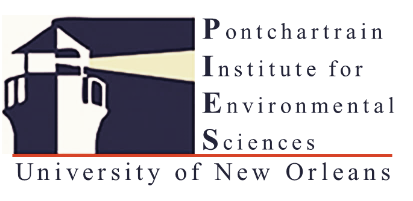 Pontchartrain
Institute for
Environmental
Sciences
University of New Orleans